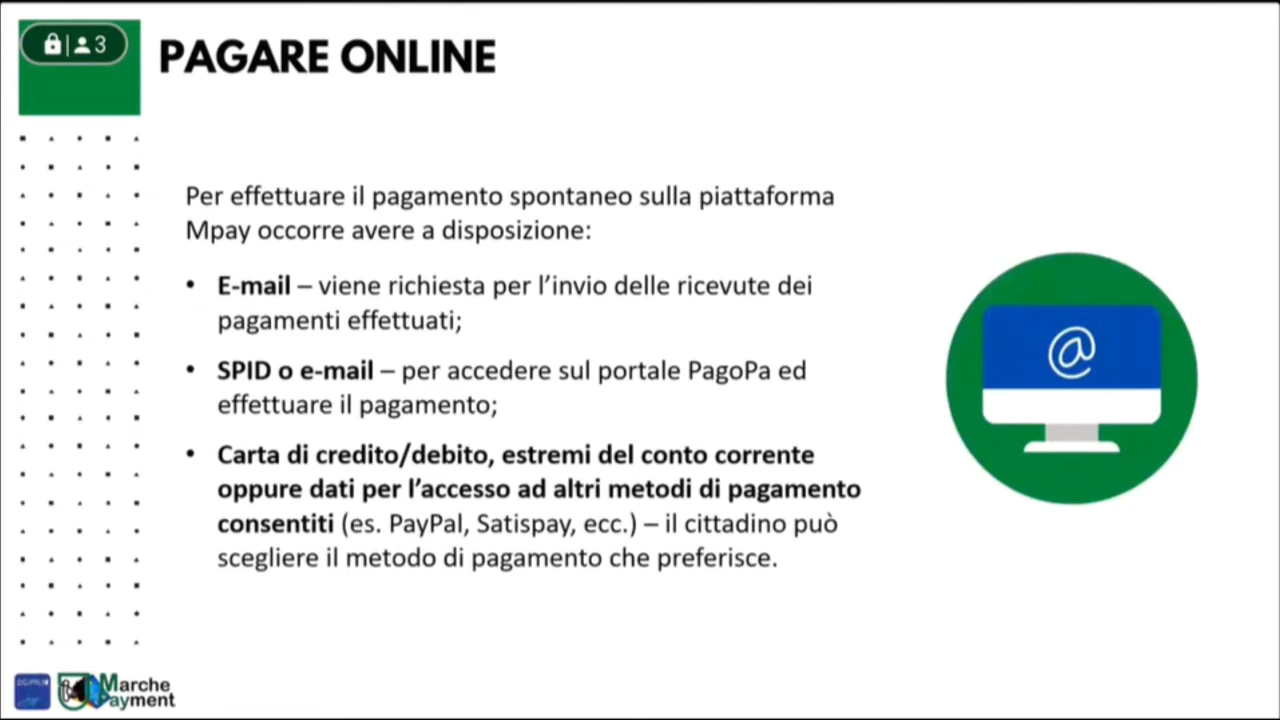 3
PAGARE ONLINE
Per effettuare il pagamento spontaneo sulla piattaforma
Mpay occorre avere a disposizione:
• E-mail – viene richiesta per l’invio delle ricevute dei
pagamenti effettuati;
• SPID o e-mail – per accedere sul portale PagoPa ed
effettuare il pagamento;
• Carta di credito/debito, estremi del conto corrente
oppure dati per l’accesso ad altri metodi di pagamento
consentiti (es. PayPal, Satispay, ecc.) – il cittadino può
scegliere il metodo di pagamento che preferisce.
@
Marche
Payment